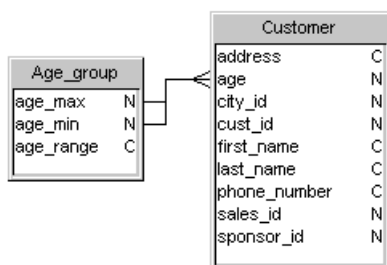 Age_group
age_max N
age_min N
age_range C
Customer
address C
age N
city_id N
cust_id N
first_name C
last_name C
phone_number C
sales_id N
sponsor_id N